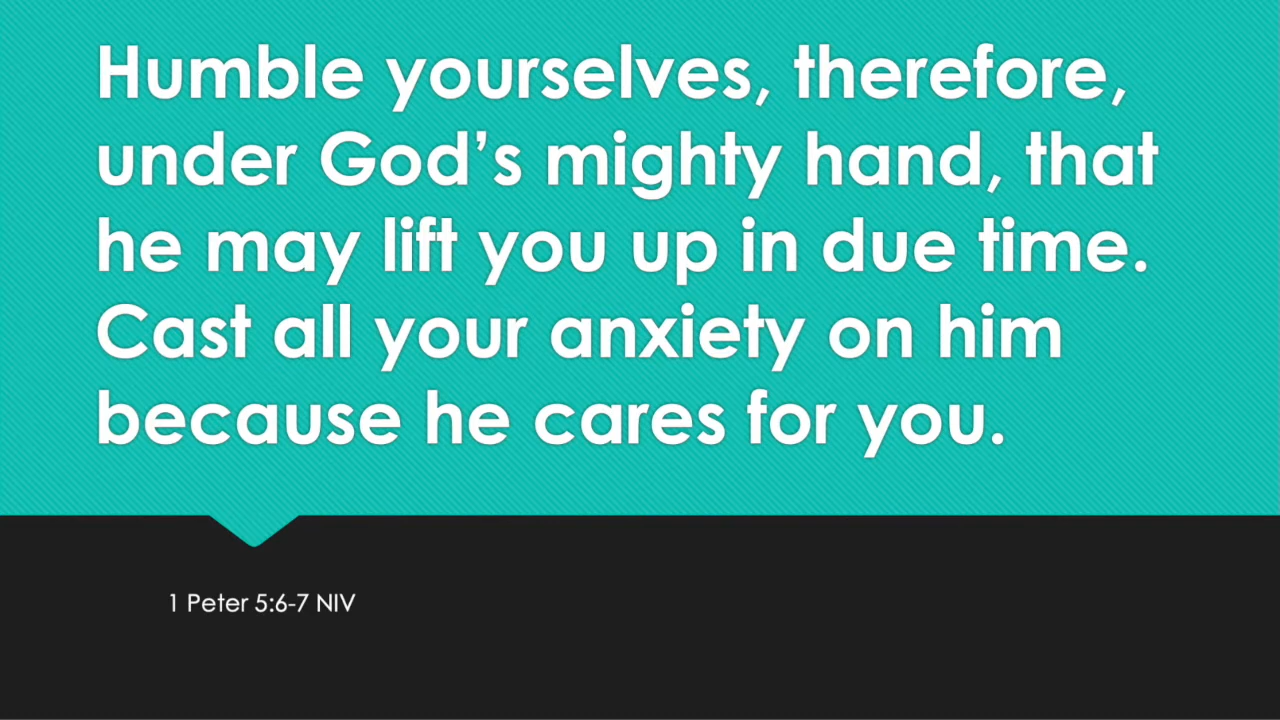 Humble yourselves, therefore,
under God’s mighty hand, that
he may lift you up in due time.
Cast all your anxiety on him
because he cares for you.
1 Peter 5:6-7 NIV